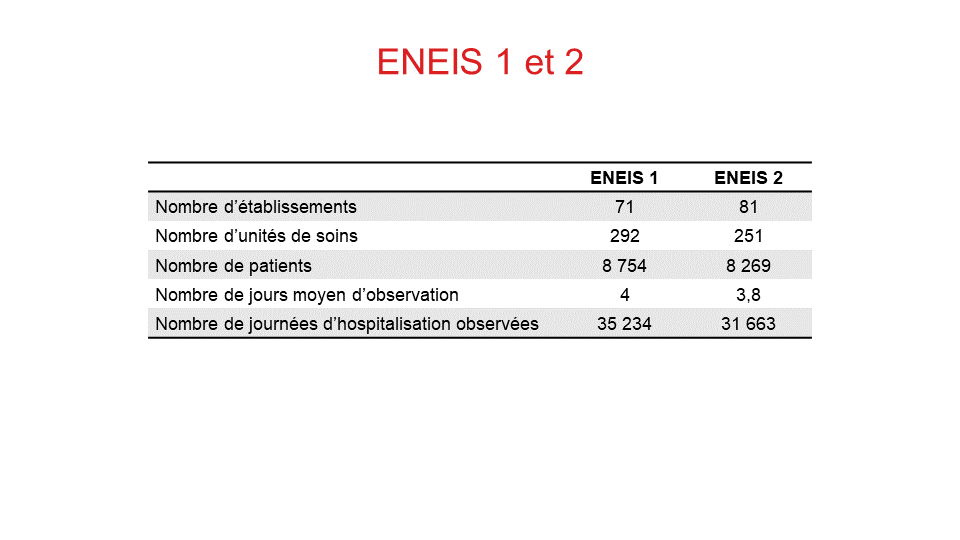 ENEIS 1 et 2
ENEIS 1 ENEIS 2
Nombre d’établissements 71 81
Nombre d’unités de soins 292 251
Nombre de patients 8 754 8 269
Nombre de jours moyen d’observation 4 3,8
Nombre de journées d’hospitalisation observées 35 234 31 663